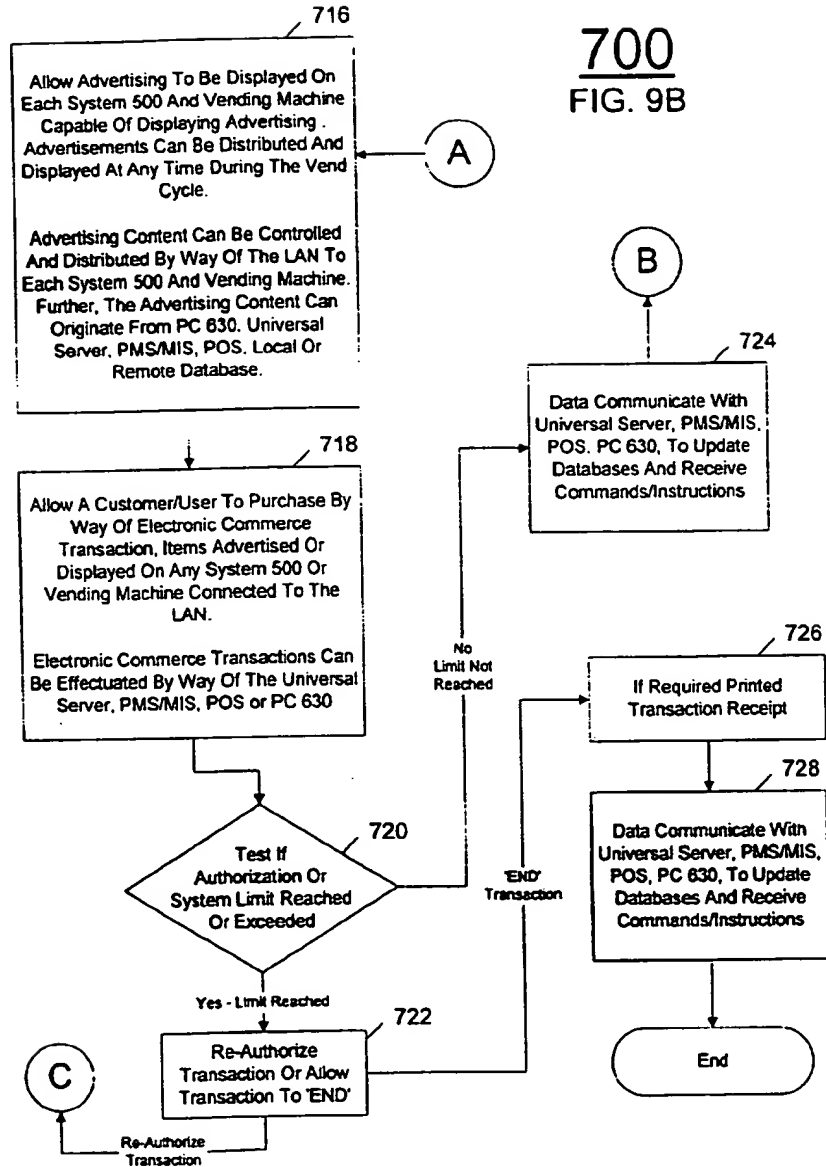 700
FIG. 9B
716
Allow Advertising To Be Displayed On
Each System 500 And Vending Machine
Capable Of Displaying Advertising .
Advertisements Can Be Distributed And
Displayed At Any Time During The Vend
Cycle.
Advertising Content Can Be Controlled
And Distributed By Way Of The LAN To
Each System 500 And Vending Machine.
Further, The Advertising Content Can
Originate From PC 630. Universal
Server, PMS/MIS, POS. Local Or
Remote Database.
A
B
718
Allow A Customer/User To Purchase By
Way Of Electronic Commerce
Transaction, Items Advertised Or
Displayed On Any System 500 Or
Vending Machine Connected To The
LAN.
Electronic Commerce Transactions Can
Be Effectuated By Way Of The Universal
Server, PMS/MIS, POS or PC 630
720
Test If
Authorization Or
System Limit Reached
Or Exceeded
No
Limit Not
Reached
724
Data Communicate With
Universal Server, PMS/MIS,
POS. PC 630, To Update
Databases And Receive
Commands/Instructions
Yes - Limit Reached
722
Re-Authorize
Transaction Or Allow
Transaction To 'END'
C
Re-Authorize
Transaction
'END'
Transaction
726
If Required Printed
Transaction Receipt
728
Data Communicate With
Universal Server, PMS/MIS,
POS, PC 630, To Update
Databases And Receive
Commands/Instructions
End